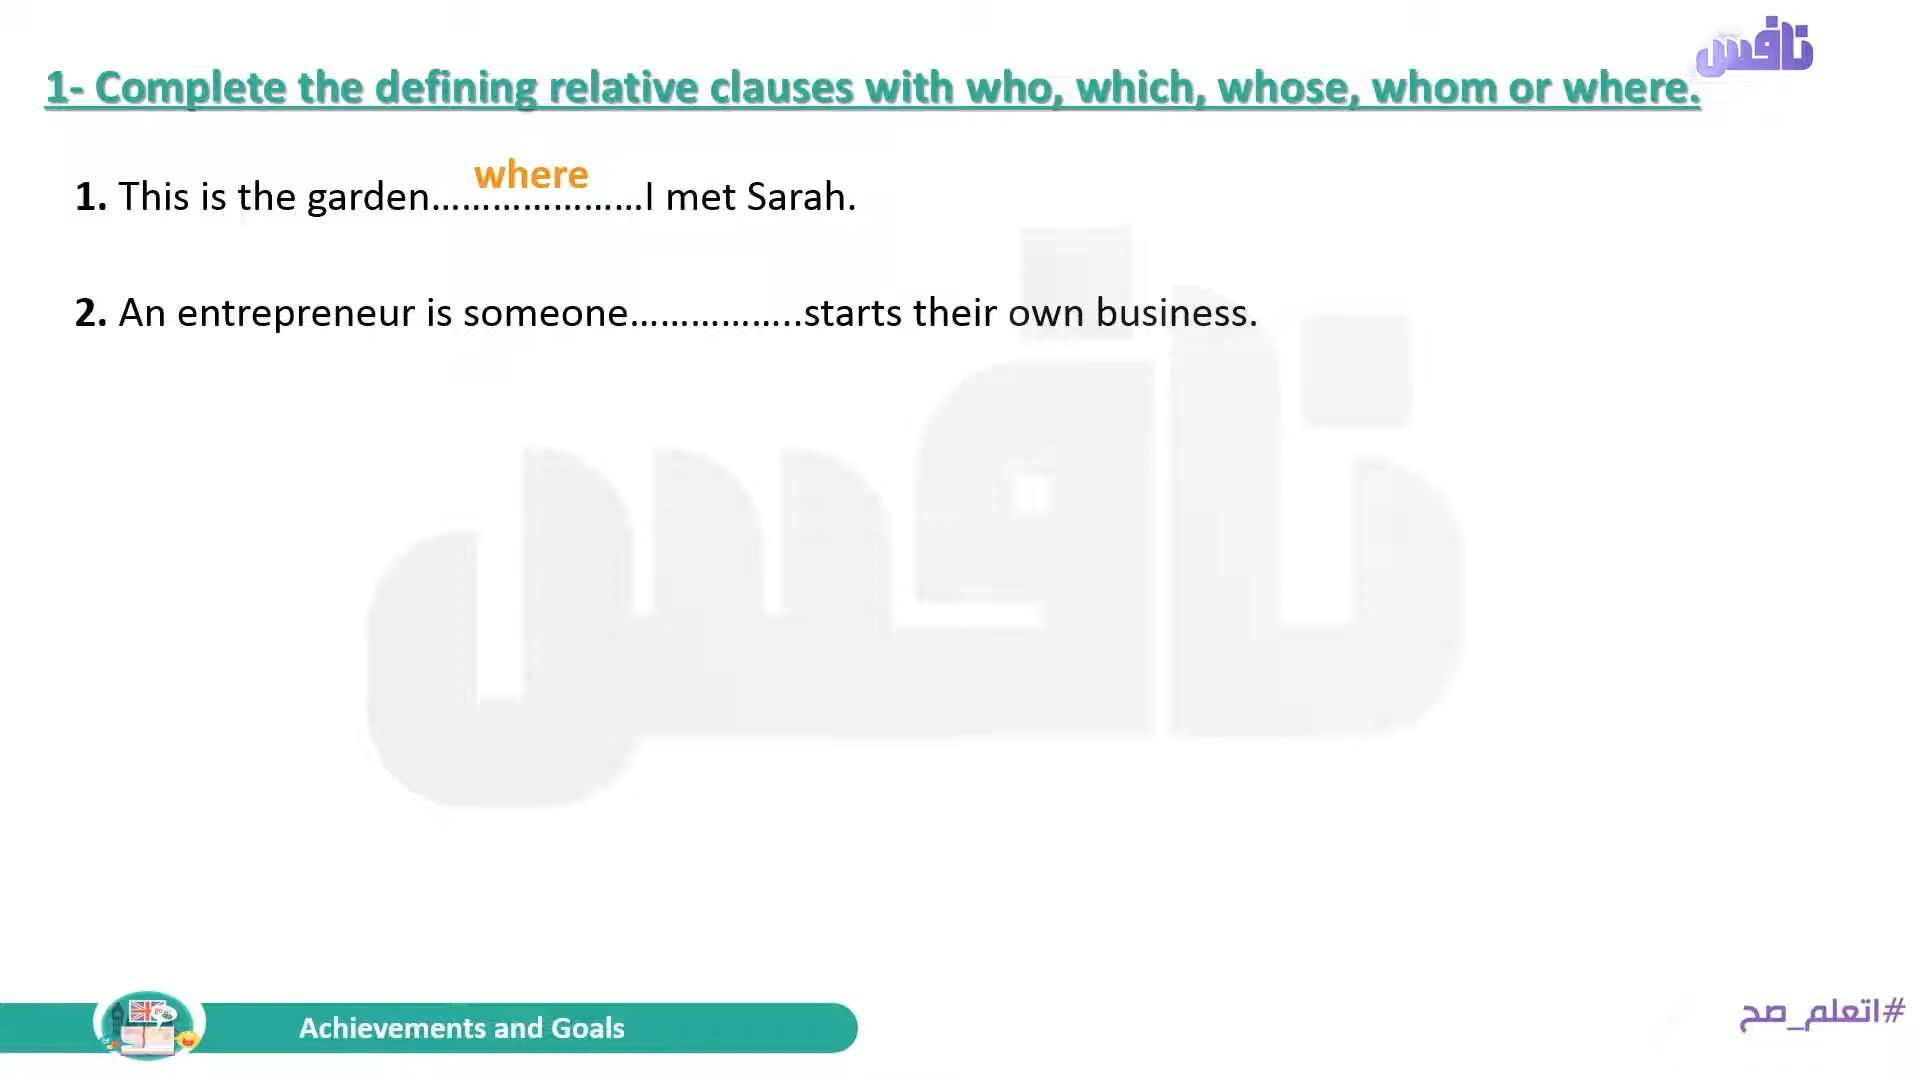 نافس
1- Complete the defining relative clauses with who, which, whose, whom or where.
where
1. This is the garden…………………I met Sarah.
2. An entrepreneur is someone……………..starts their own business.
نافس
Achievements and Goals
#اتعلم_صح